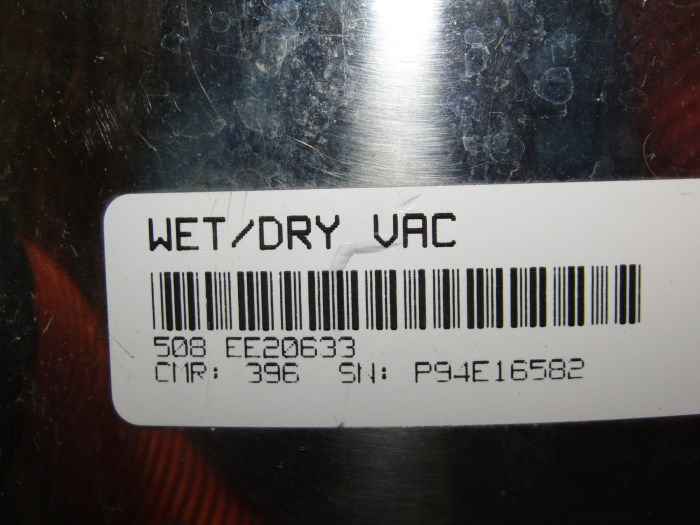 WET/DRY VAC
508 EE20633
CMR: 396 SN: P94E16582